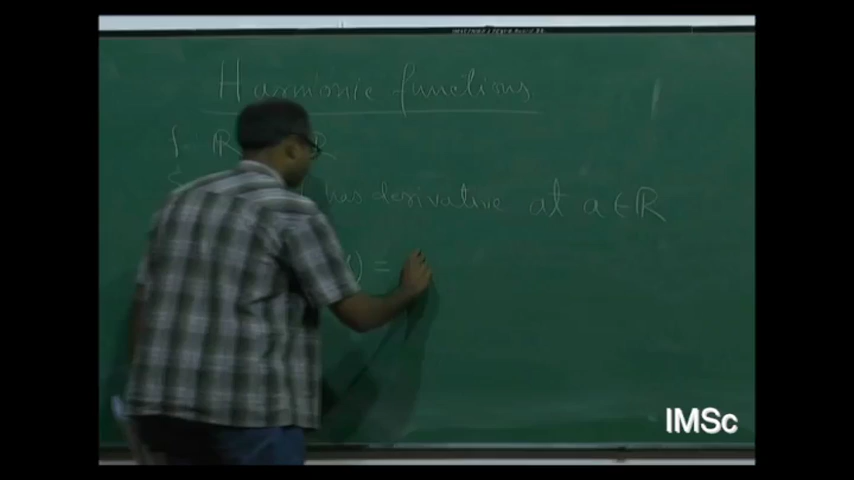 Harmonic functions
f: R R
has derivative at a ∈ ℝ
) =
IMSc